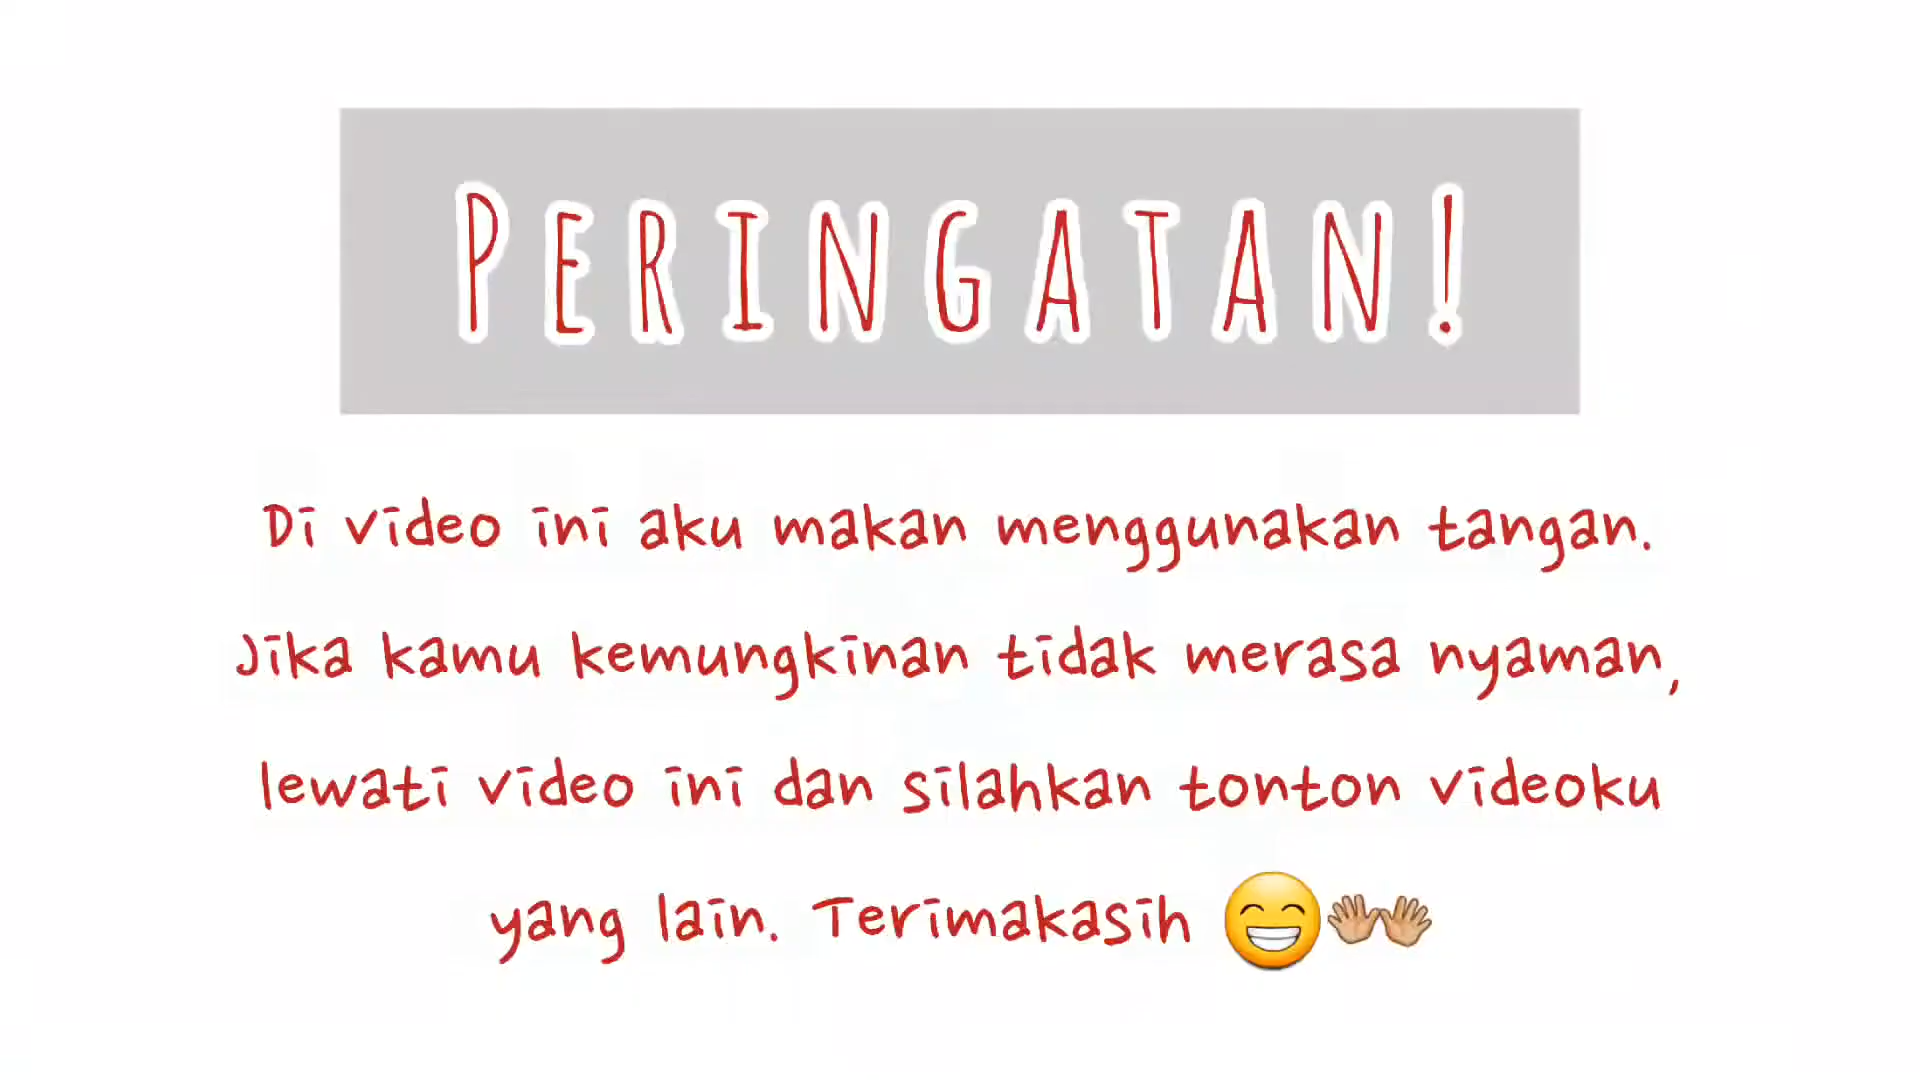 PERINGATAN!
Di video ini aku makan menggunakan tangan.
Jika kamu kemungkinan tidak merasa nyaman,
lewati video ini dan silahkan tonton videoku
yang lain. Terimakasih 😁👐🏼